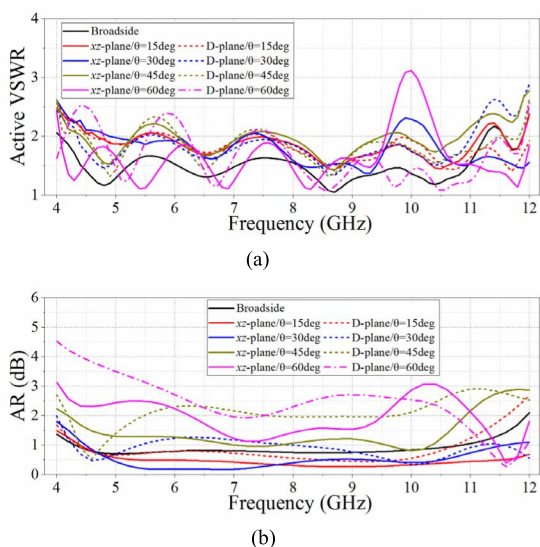 4
Broadside
xz-plane/θ=15deg D-plane/θ=15deg
xz-plane/θ=30deg D-plane/θ=30deg
xz-plane/θ=45deg D-plane/θ=45deg
xz-plane/θ=60deg D-plane/θ=60deg
3
2
1
Active VSWR
4 5 6 7 8 9 10 11 12
Frequency (GHz)
(a)
6
5
4
3
2
1
0
AR (dB)
Broadside
xz-plane/θ=15deg D-plane/θ=15deg
xz-plane/θ=30deg D-plane/θ=30deg
xz-plane/θ=45deg D-plane/θ=45deg
xz-plane/θ=60deg D-plane/θ=60deg
4 5 6 7 8 9 10 11 12
Frequency (GHz)
(b)